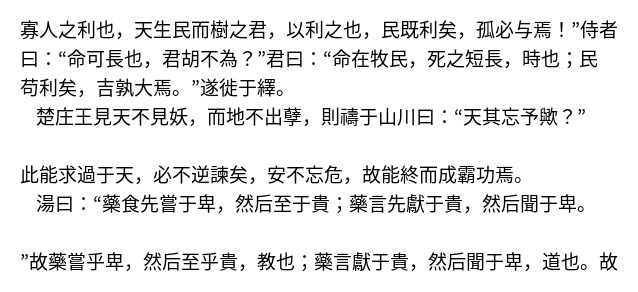 寡人之利也，天生民而樹之君，以利之也，民既利矣，孤必与焉！”侍者
曰：“命可長也，君胡不為？”君曰：“命在牧民，死之短長，時也；民
苟利矣，吉孰大焉。”遂徙于繹。
楚庄王見天不見妖，而地不出孽，則禱于山川曰：“天其忘予歟？”
此能求過于天，必不逆諫矣，安不忘危，故能終而成霸功焉。
湯曰：“藥食先嘗于卑，然后至于貴；藥言先獻于貴，然后聞于卑。
”故藥嘗乎卑，然后至乎貴，教也；藥言獻于貴，然后聞于卑，道也。故